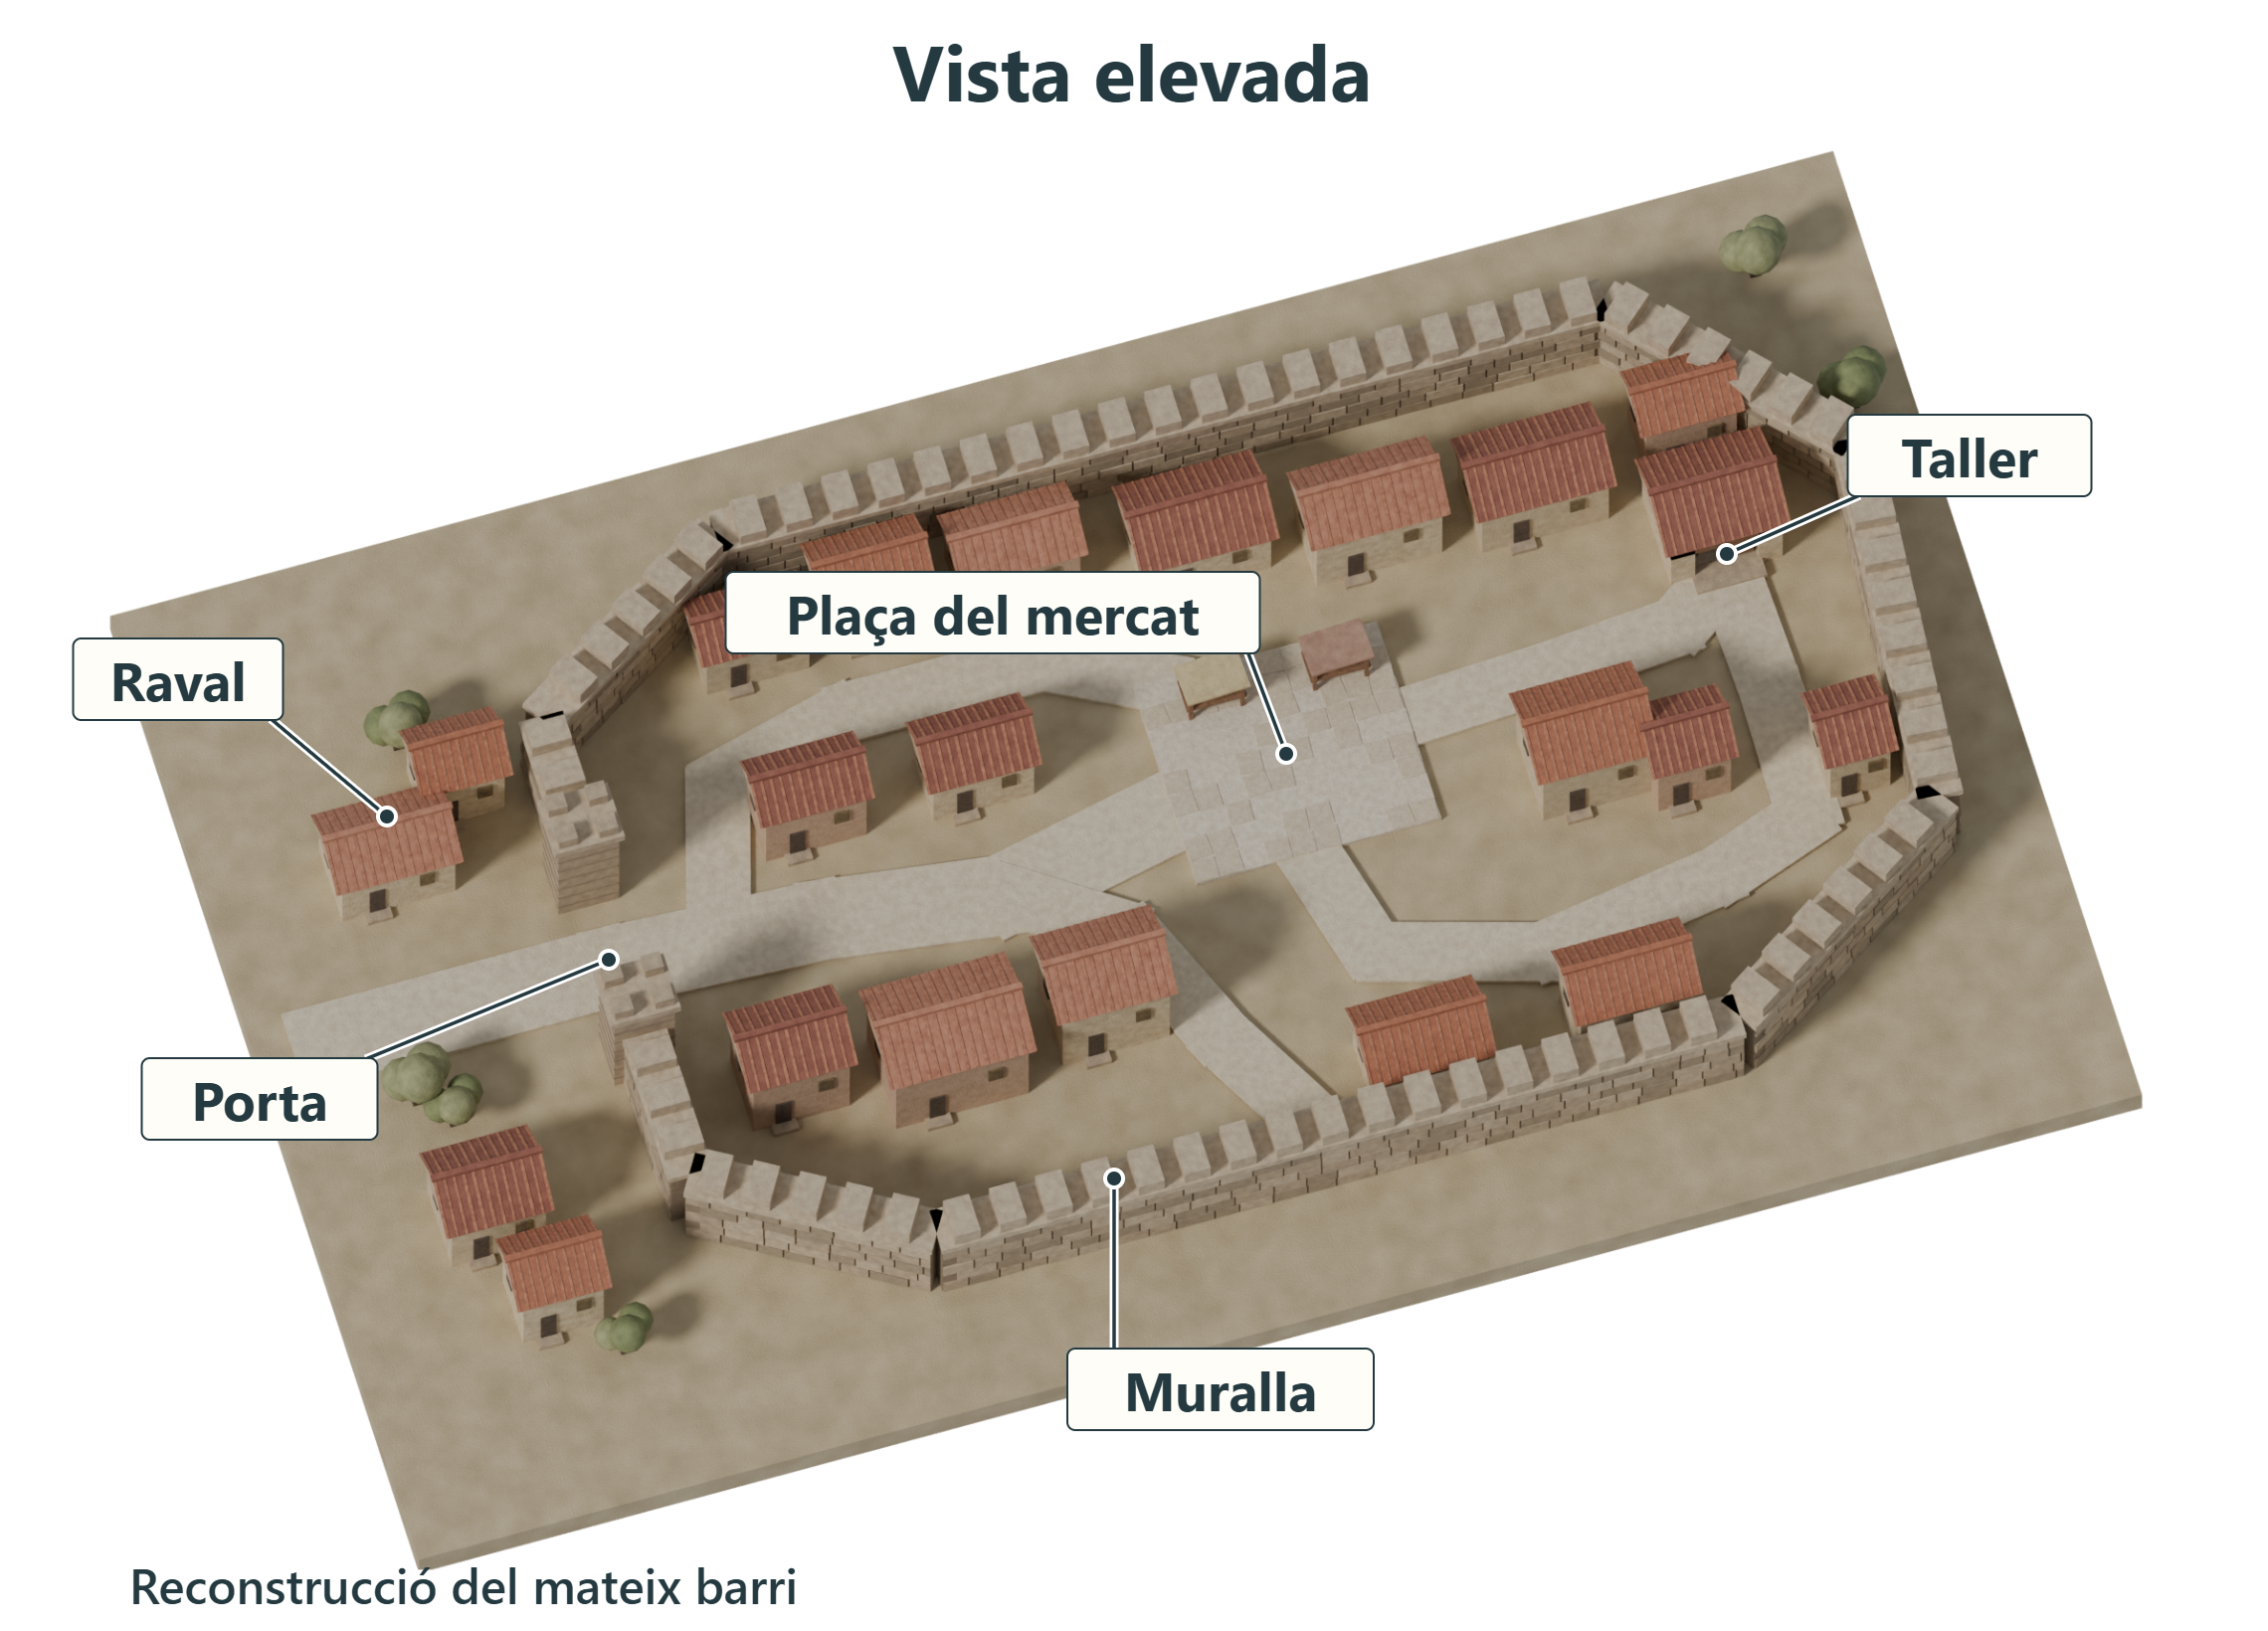 Vista elevada
Taller
Plaça del mercat
Raval
Porta
Muralla
Reconstrucció del mateix barri